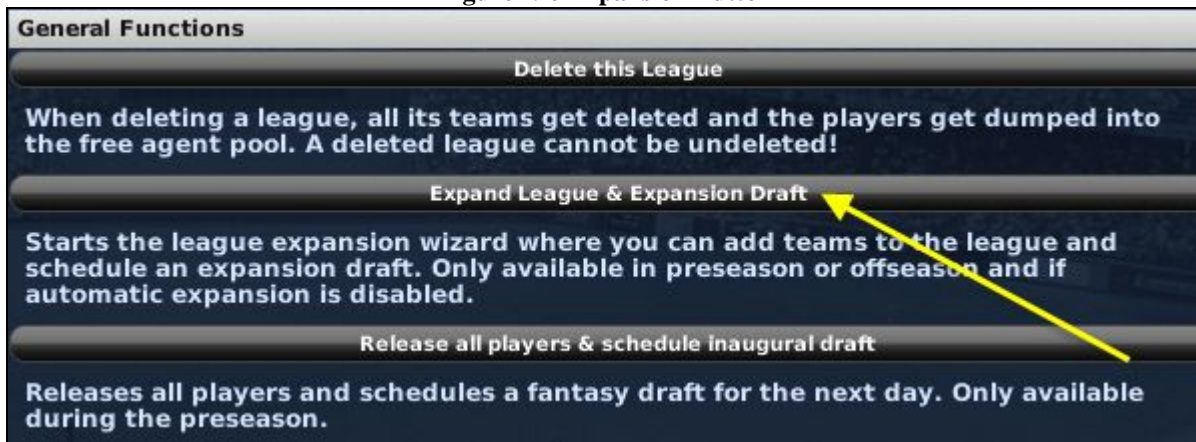 General Functions
Delete this League
When deleting a league, all its teams get deleted and the players get dumped into
the free agent pool. A deleted league cannot be undeleted!
Expand League & Expansion Draft
Starts the league expansion wizard where you can add teams to the league and
schedule an expansion draft. Only available in preseason or offseason and if
automatic expansion is disabled.
Release all players & schedule inaugural draft
Releases all players and schedules a fantasy draft for the next day. Only available
during the preseason.